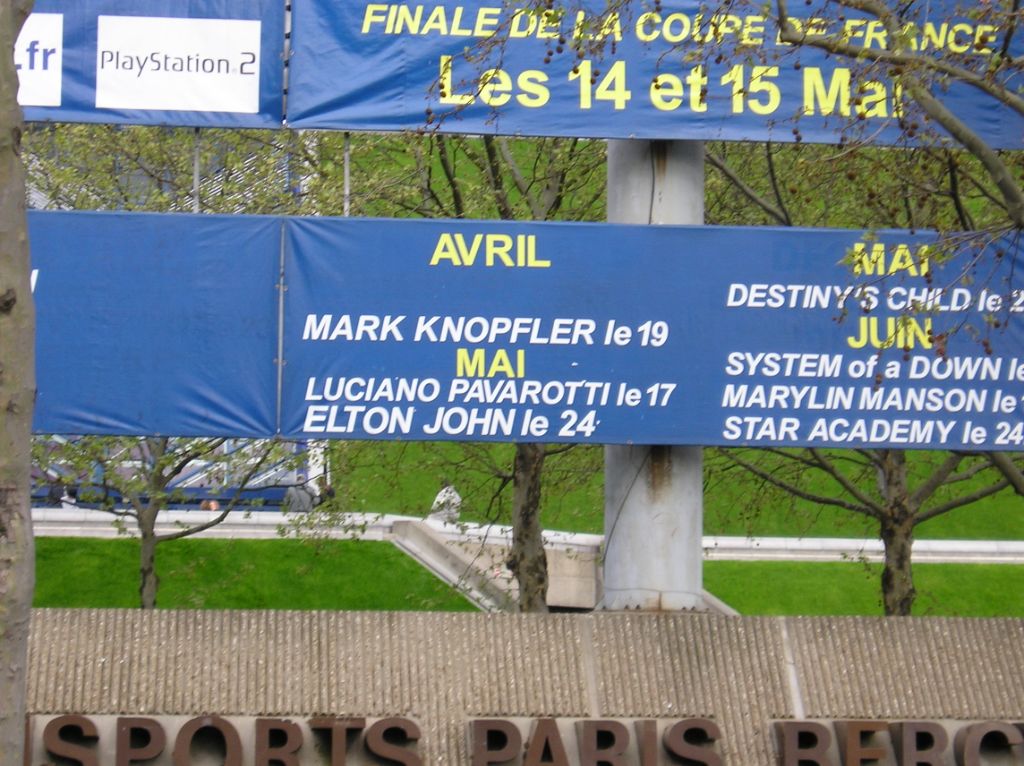 .fr
PlayStation.2
FINALE DE LA COUPE DE FRANCE
Les 14 et 15 Mai
AVRIL
MARK KNOPFLER le 19
MAI
LUCIANO PAVAROTTI le 17
ELTON JOHN le 24
MAI
DESTINY'S CHILD le
JUIN
SYSTEM of a DOWN le
MARYLIN MANSON le
STAR ACADEMY le 24
SPORTS PARIS BERC